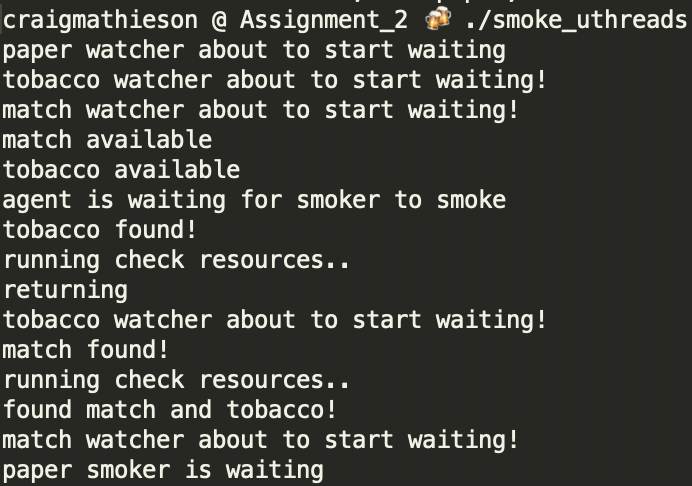 craigmathieson @ Assignment_2 🍻 ./smoke_uthreads
paper watcher about to start waiting
tobacco watcher about to start waiting!
match watcher about to start waiting!
match available
tobacco available
agent is waiting for smoker to smoke
tobacco found!
running check resources..
returning
tobacco watcher about to start waiting!
match found!
running check resources..
found match and tobacco!
match watcher about to start waiting!
paper smoker is waiting